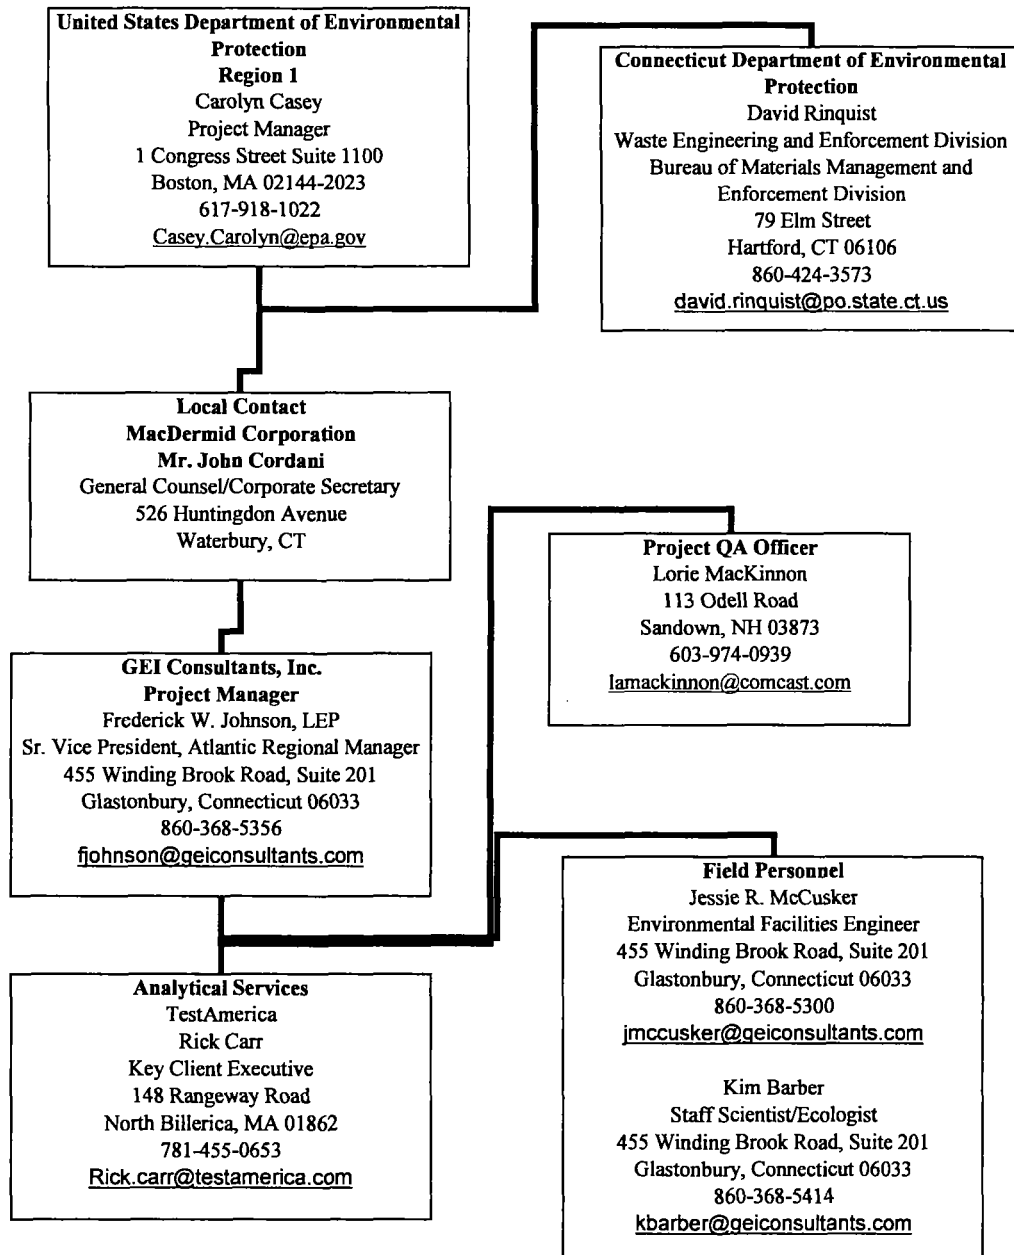 United States Department of Environmental
Protection
Region 1
Carolyn Casey
Project Manager
1 Congress Street Suite 1100
Boston, MA 02144-2023
617-918-1022
Casey.Carolyn@epa.gov
Connecticut Department of Environmental
Protection
David Rinquist
Waste Engineering and Enforcement Division
Bureau of Materials Management and
Enforcement Division
79 Elm Street
Hartford, CT 06106
860-424-3573
david.rinquist@po.state.ct.us
Local Contact
MacDermid Corporation
Mr. John Cordani
General Counsel/Corporate Secretary
526 Huntingdon Avenue
Waterbury, CT
Project QA Officer
Lorie MacKinnon
113 Odell Road
Sandown, NH 03873
603-974-0939
lamackinnon@comcast.com
GEI Consultants, Inc.
Project Manager
Frederick W. Johnson, LEP
Sr. Vice President, Atlantic Regional Manager
455 Winding Brook Road, Suite 201
Glastonbury, Connecticut 06033
860-368-5356
fjohnson@geiconsultants.com
Field Personnel
Jessie R. McCusker
Environmental Facilities Engineer
455 Winding Brook Road, Suite 201
Glastonbury, Connecticut 06033
860-368-5300
jmccusker@geiconsultants.com
Kim Barber
Staff Scientist/Ecologist
455 Winding Brook Road, Suite 201
Glastonbury, Connecticut 06033
860-368-5414
kbarber@geiconsultants.com
Analytical Services
TestAmerica
Rick Carr
Key Client Executive
148 Rangeway Road
North Billerica, MA 01862
781-455-0653
Rick.carr@testamerica.com